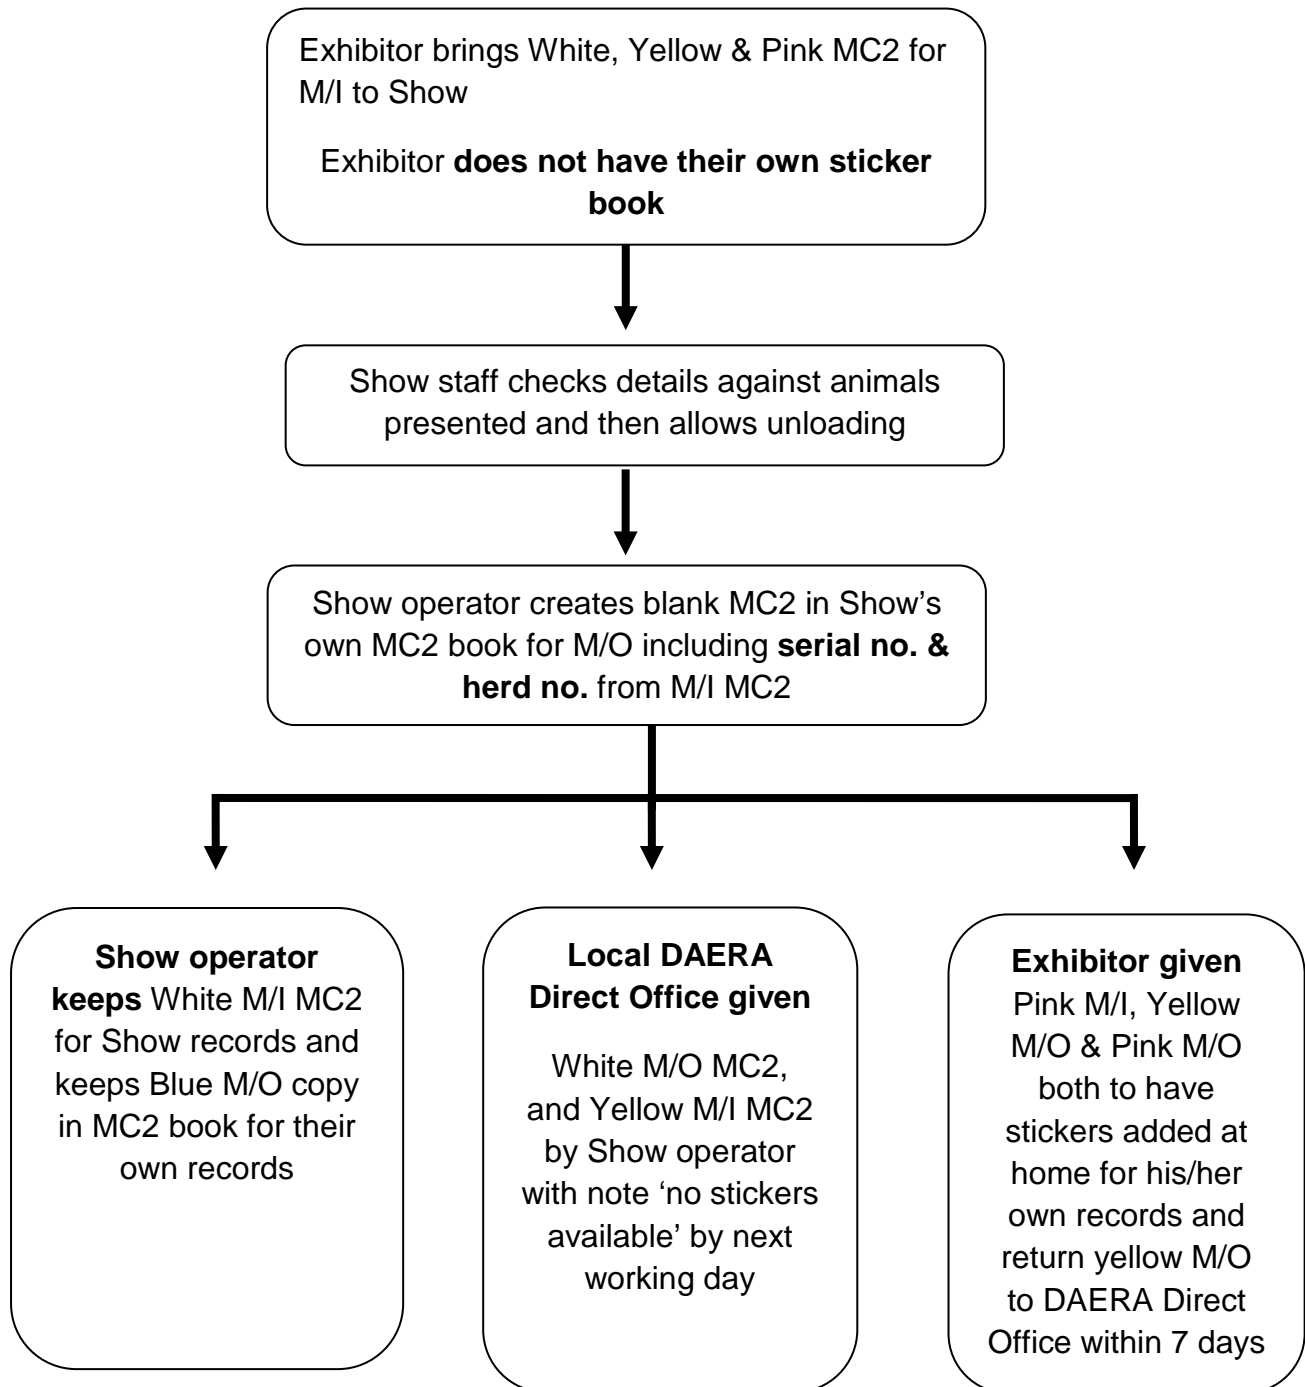 Exhibitor brings White, Yellow & Pink MC2 for
M/I to Show
Exhibitor does not have their own sticker
book
Show staff checks details against animals
presented and then allows unloading
Show operator creates blank MC2 in Show’s
own MC2 book for M/O including serial no. &
herd no. from M/I MC2
Show operator
keeps White M/I MC2
for Show records and
keeps Blue M/O copy
in MC2 book for their
own records
Local DAERA
Direct Office given
White M/O MC2,
and Yellow M/I MC2
by Show operator
with note ‘no stickers
available’ by next
working day
Exhibitor given
Pink M/I, Yellow
M/O & Pink M/O
both to have
stickers added at
home for his/her
own records and
return yellow M/O
to DAERA Direct
Office within 7 days